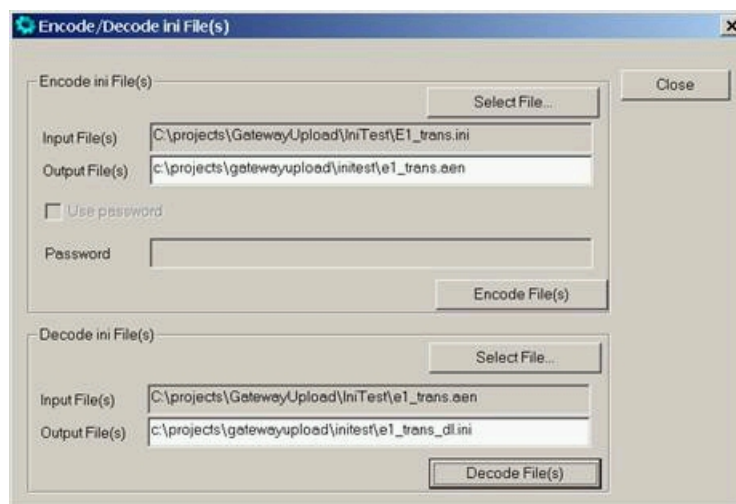 Encode/Decode ini File(s)
Encode ini File(s)
Select File...
Close
Input File(s) C:\projects\GatewayUpload\IniTest\E1_trans.ini
Output File(s) c:\projects\gatewayupload\initest\e1_trans.aen
Use password
Password
Encode File(s)
Decode ini File(s)
Select File...
Input File(s) C:\projects\GatewayUpload\IniTest\e1_trans.aen
Output File(s) c:\projects\gatewayupload\initest\e1_trans_dl.ini
Decode File(s)